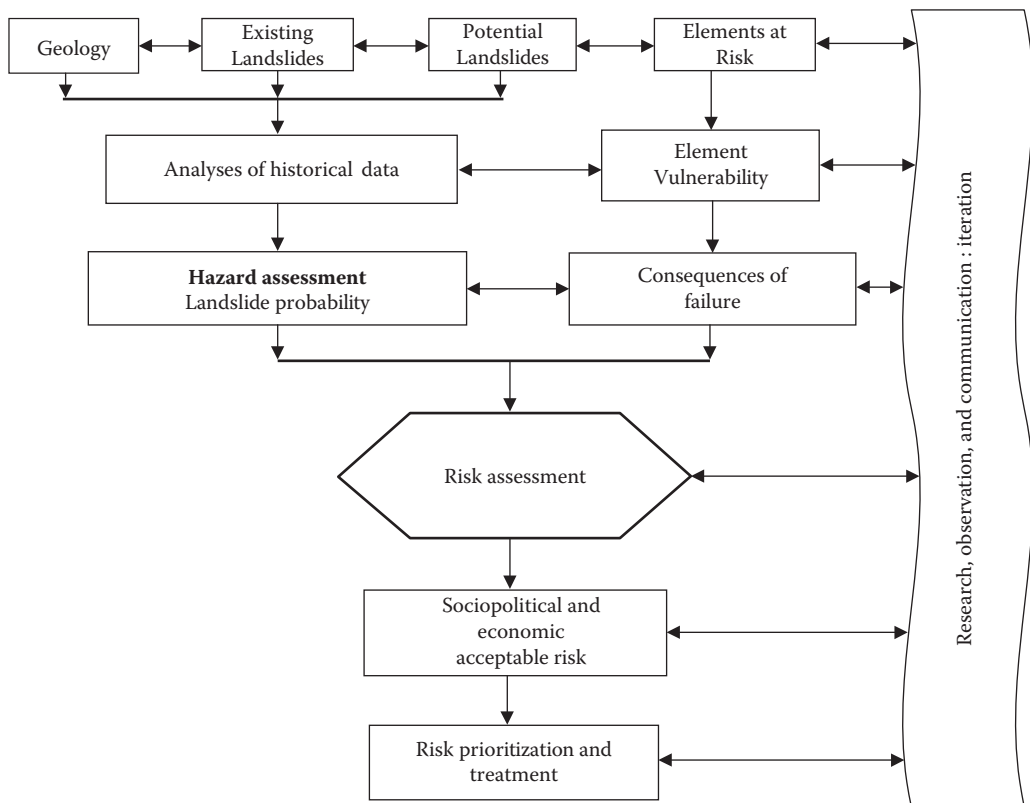 Geology
Existing
Landslides
Potential
Landslides
Elements at
Risk
Analyses of historical data
Element
Vulnerability
Hazard assessment
Landslide probability
Consequences of
failure
Risk assessment
Sociopolitical and
economic
acceptable risk
Risk prioritization and
treatment
Research, observation, and communication : iteration